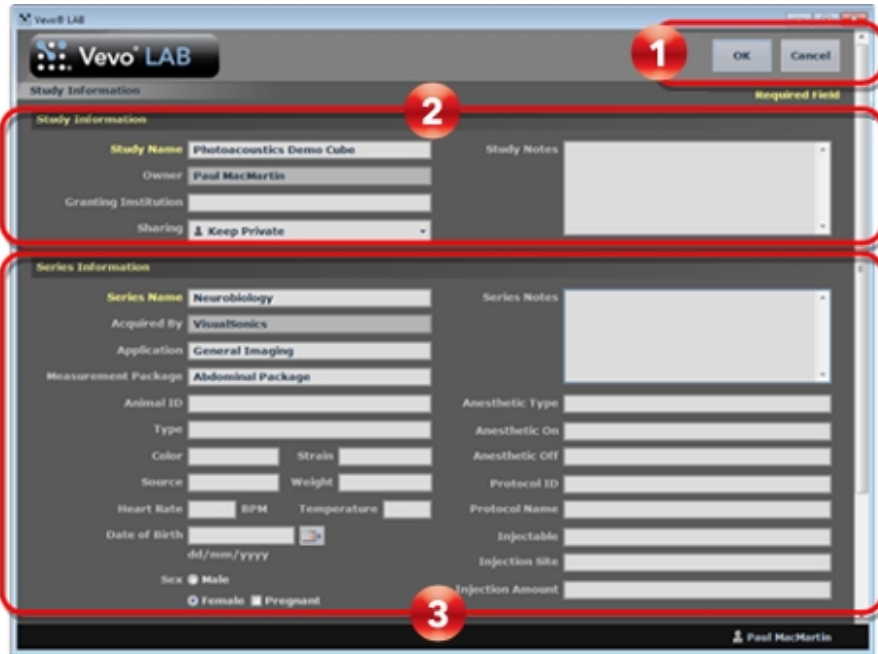 Vevo® LAB
Vevo® LAB
1
OK Cancel
Study Information
Required Field
2
Study Information
Study Name Photoacoustics Demo Cube
Study Notes
Owner Paul MacMartin
Granting Institution
Sharing Keep Private
Series Information
Series Name Neurobiology
Series Notes
Acquired By VisualSonics
Application General Imaging
Measurement Package Abdominal Package
Animal ID
Anesthetic Type
Type
Anesthetic On
Color Strain
Anesthetic Off
Source Weight
Protocol ID
Heart Rate BPM Temperature
Protocol Name
Date of Birth
Injectable
dd/mm/yyyy
Injection Site
Sex Male
Injection Amount
Female Pregnant
3
Paul MacMartin